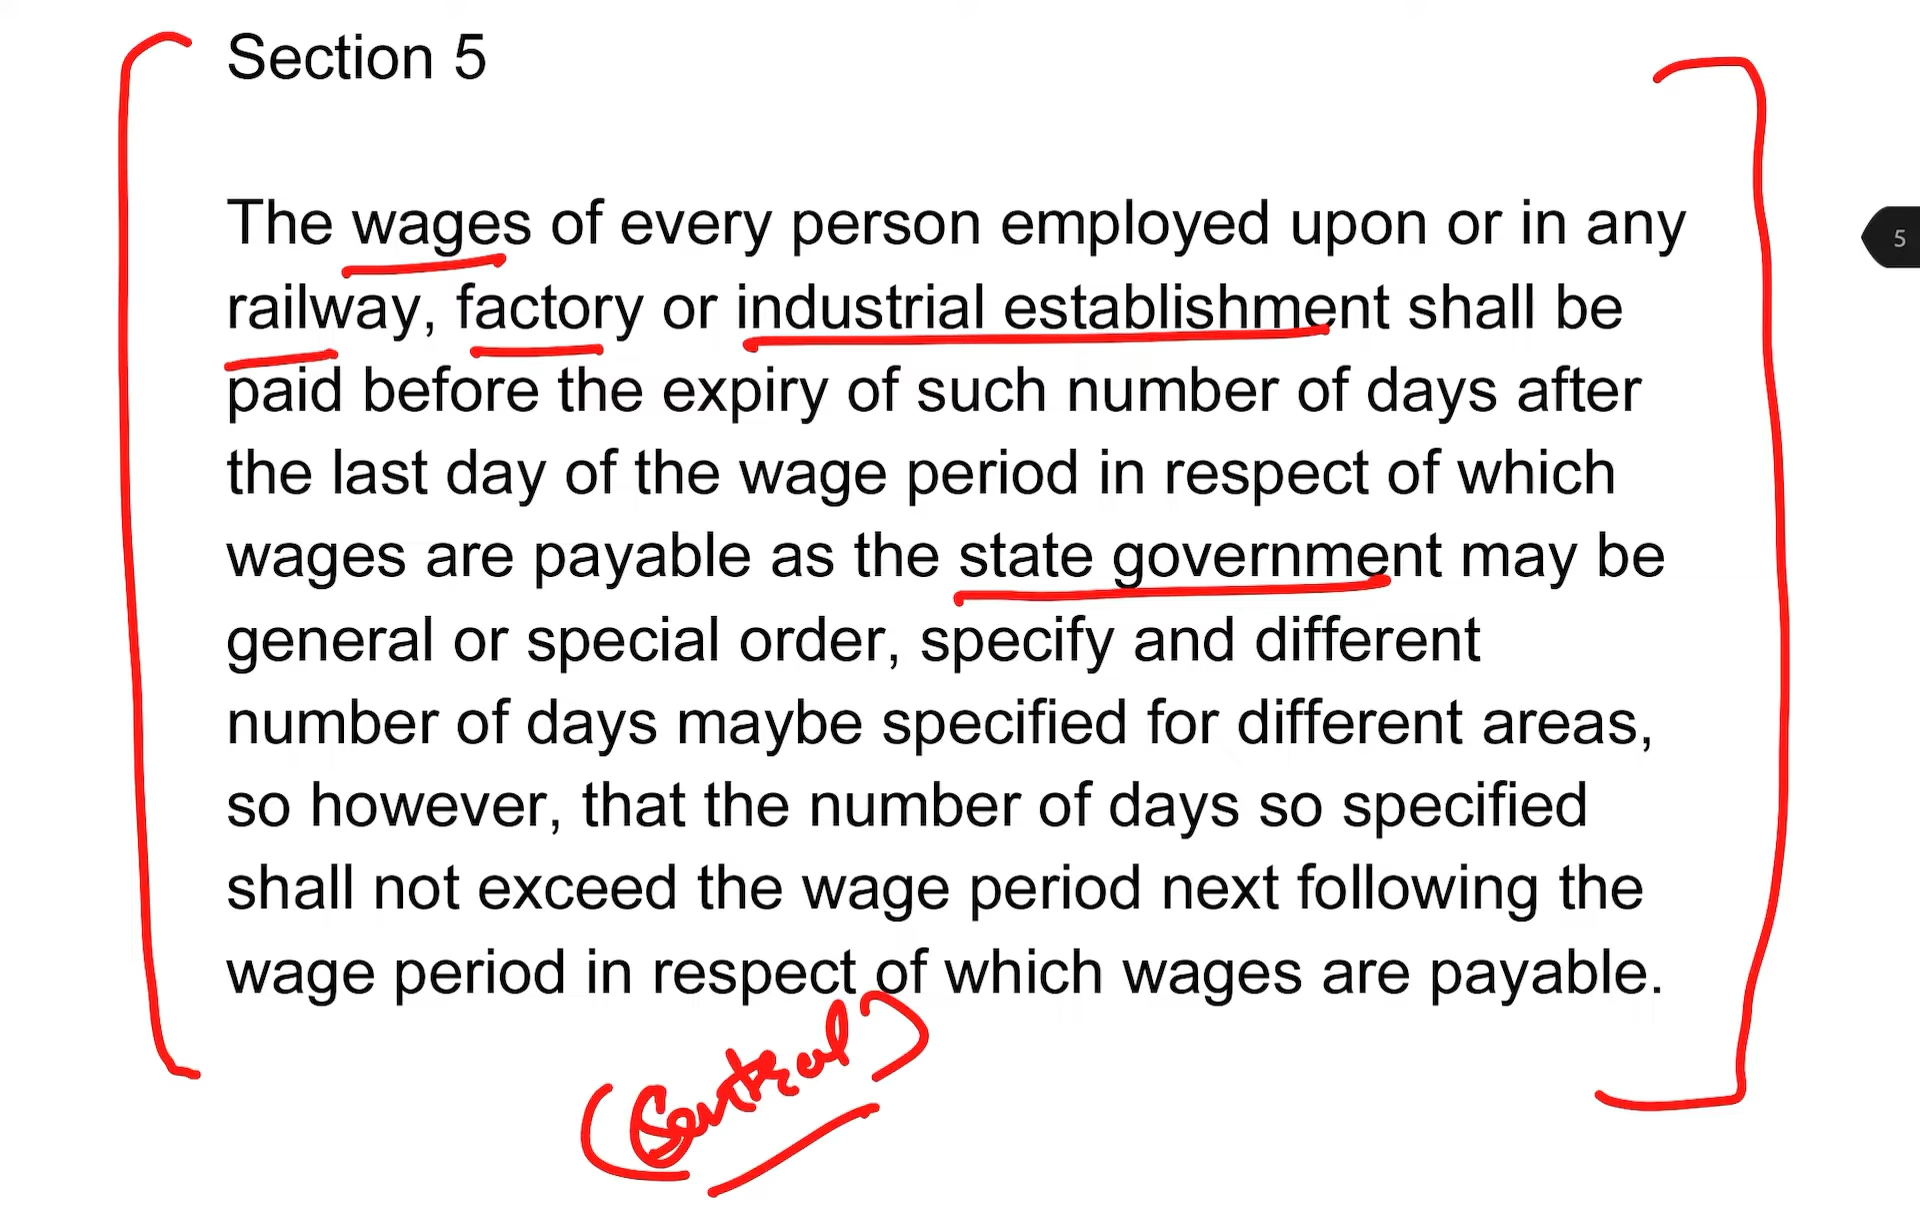 Section 5
The wages of every person employed upon or in any
railway, factory or industrial establishment shall be
paid before the expiry of such number of days after
the last day of the wage period in respect of which
wages are payable as the state government may be
general or special order, specify and different
number of days maybe specified for different areas,
so however, that the number of days so specified
shall not exceed the wage period next following the
wage period in respect of which wages are payable.
(Central)
5